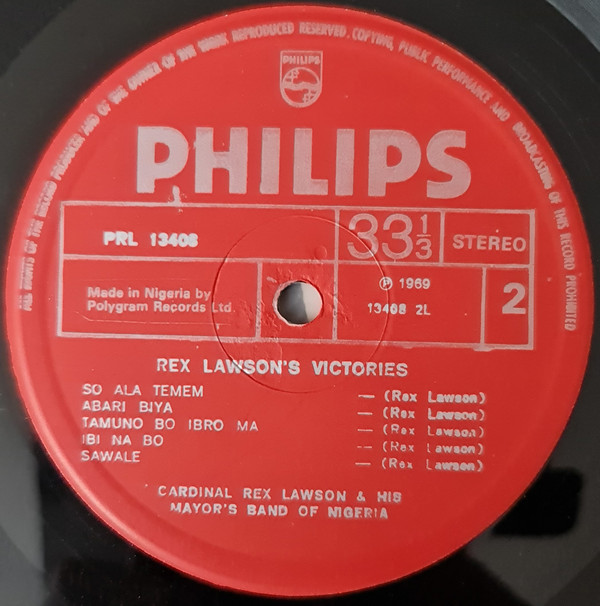 ALL RIGHTS OF THE RECORD PRODUCER AND OF THE OWNER OF THE WORK REPRODUCED RESERVED. COPYING, PUBLIC PERFORMANCE AND BROADCASTING OF THIS RECORD PROHIBITED
PHILIPS
PHILIPS
PRL 13408
33 1/3
STEREO
Made in Nigeria by
Polygram Records Ltd.
℗ 1969
13408 2L
2
REX LAWSON'S VICTORIES
SO ALA TEMEM — (Rex Lawson)
ABARI BIYA — (Rex Lawson)
TAMUNO BO IBRO MA — (Rex Lawson)
IBI NA BO — (Rex Lawson)
SAWALE — (Rex Lawson)
CARDINAL REX LAWSON & HIS
MAYOR'S BAND OF NIGERIA